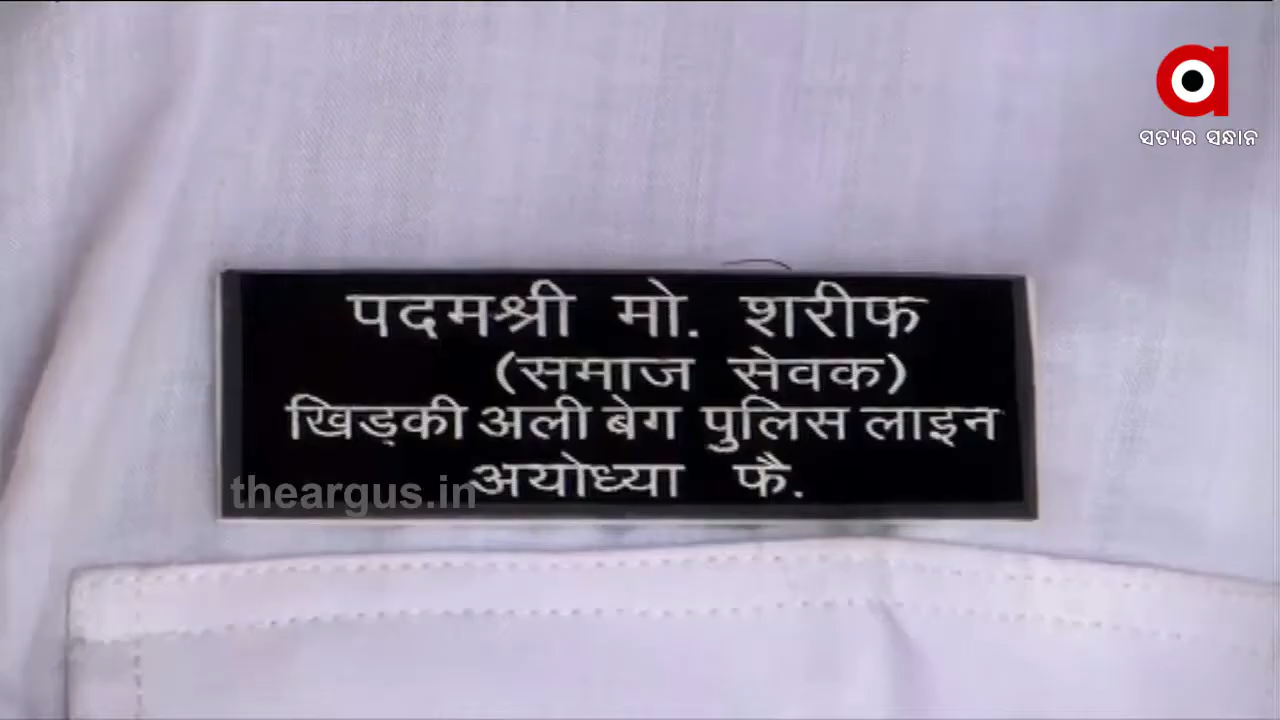 ସତ୍ୟର ସନ୍ଧାନ
पदमश्री मो. शरीफ
(समाज सेवक)
खिड़की अली बेग पुलिस लाइन
अयोध्या फै.
theargus.in